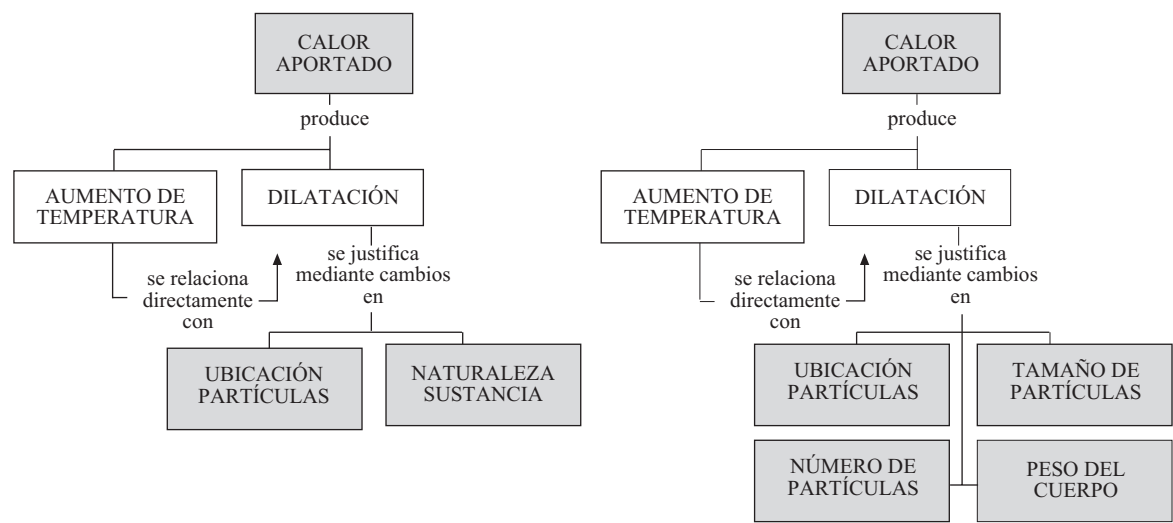 CALOR
APORTADO
produce
AUMENTO DE
TEMPERATURA
DILATACIÓN
se relaciona
directamente
con
se justifica
mediante cambios
en
UBICACIÓN
PARTÍCULAS
NATURALEZA
SUSTANCIA
CALOR
APORTADO
produce
AUMENTO DE
TEMPERATURA
DILATACIÓN
se relaciona
directamente
con
se justifica
mediante cambios
en
UBICACIÓN
PARTÍCULAS
TAMAÑO DE
PARTÍCULAS
NÚMERO DE
PARTÍCULAS
PESO DEL
CUERPO